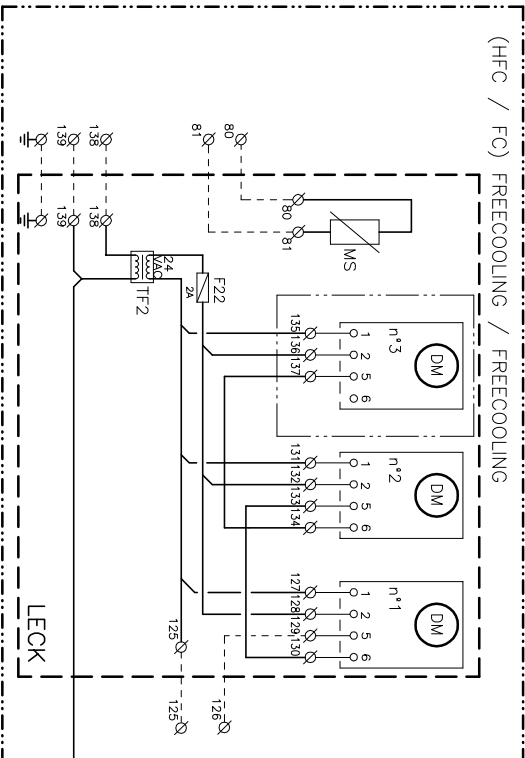 (HFC / FC) FREECOOLING / FREECOOLING
n°3
DM
1
2
5
6
135
136
137
n°2
DM
1
2
5
6
131
132
133
134
n°1
DM
1
2
5
6
127
128
129
130
MS
80
81
80
81
F22
2A
24
VAC
TF2
138
139
138
139
125
125
126
LECK